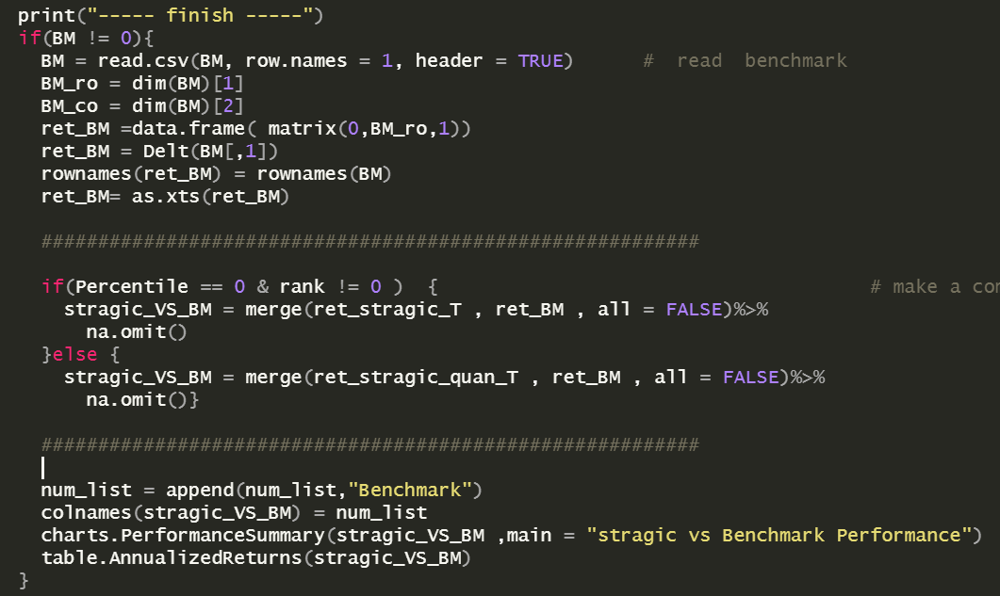 print("----- finish -----")
if(BM != 0){
  BM = read.csv(BM, row.names = 1, header = TRUE)      #  read  benchmark
  BM_ro = dim(BM)[1]
  BM_co = dim(BM)[2]
  ret_BM =data.frame( matrix(0,BM_ro,1))
  ret_BM = Delt(BM[,1])
  rownames(ret_BM) = rownames(BM)
  ret_BM= as.xts(ret_BM)
  ##########################################################
  if(Percentile == 0 & rank != 0 )  {                                      # make a
    stragic_VS_BM = merge(ret_stragic_T , ret_BM , all = FALSE)%>%
      na.omit()
  }else {
    stragic_VS_BM = merge(ret_stragic_quan_T , ret_BM , all = FALSE)%>%
      na.omit()}
  ##########################################################
  num_list = append(num_list,"Benchmark")
  colnames(stragic_VS_BM) = num_list
  charts.PerformanceSummary(stragic_VS_BM ,main = "stragic vs Benchmark Performance")
  table.AnnualizedReturns(stragic_VS_BM)
}